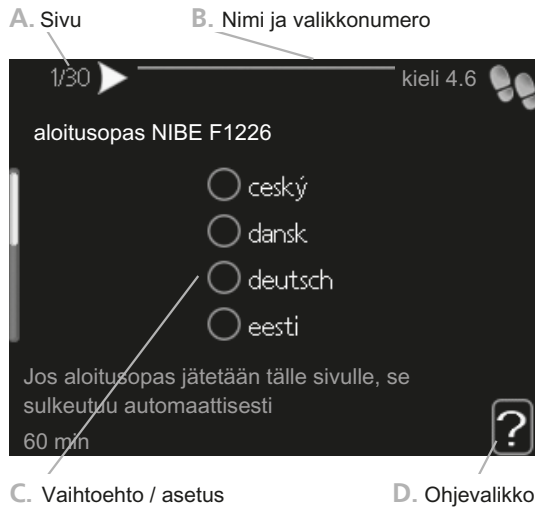 A. Sivu
B. Nimi ja valikkonumero
1/30
kieli 4.6
aloitusopas NIBE F1226
ceský
dansk
deutsch
eesti
Jos aloitusopas jätetään tälle sivulle, se
sulkeutuu automaattisesti
60 min
?
C. Vaihtoehto / asetus
D. Ohjevalikko